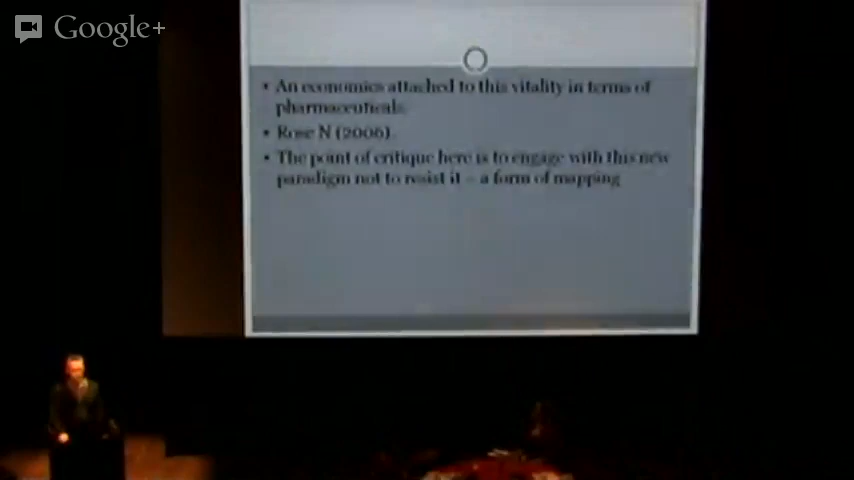 Google+
• An economics attached to this vitality in terms of
pharmaceuticals.
• Rose N (2006).
• The point of critique here is to engage with this new
paradigm not to resist it – a form of mapping